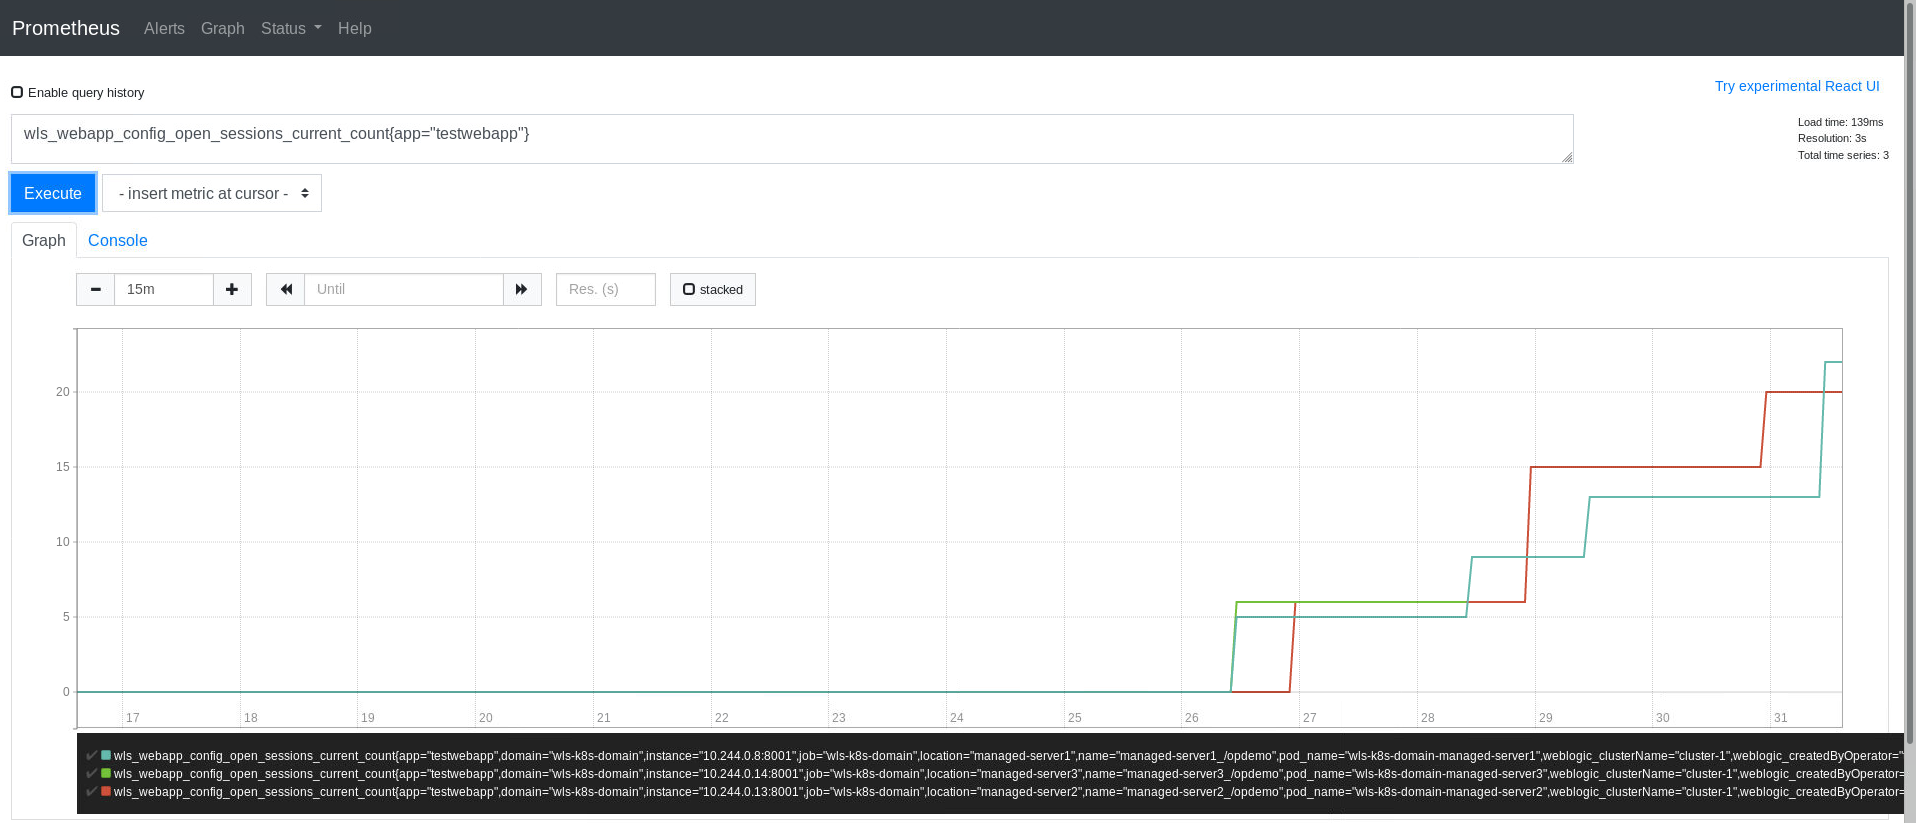 Prometheus Alerts Graph Status Help
Enable query history
Try experimental React UI
wls_webapp_config_open_sessions_current_count{app="testwebapp"}
Load time: 139ms
Resolution: 3s
Total time series: 3
Execute - insert metric at cursor -
Graph Console
15m Until Res. (s) stacked
20
15
10
5
0
17 18 19 20 21 22 23 24 25 26 27 28 29 30 31
wls_webapp_config_open_sessions_current_count{app="testwebapp",domain="wls-k8s-domain",instance="10.244.0.8:8001",job="wls-k8s-domain",location="managed-server1",name="managed-server1_/opdemo",pod_name="wls-k8s-domain-managed-server1",weblogic_clusterName="cluster-1",weblogic_createdByOperator="
wls_webapp_config_open_sessions_current_count{app="testwebapp",domain="wls-k8s-domain",instance="10.244.0.14:8001",job="wls-k8s-domain",location="managed-server3",name="managed-server3_/opdemo",pod_name="wls-k8s-domain-managed-server3",weblogic_clusterName="cluster-1",weblogic_createdByOperator=
wls_webapp_config_open_sessions_current_count{app="testwebapp",domain="wls-k8s-domain",instance="10.244.0.13:8001",job="wls-k8s-domain",location="managed-server2",name="managed-server2_/opdemo",pod_name="wls-k8s-domain-managed-server2",weblogic_clusterName="cluster-1",weblogic_createdByOperator=